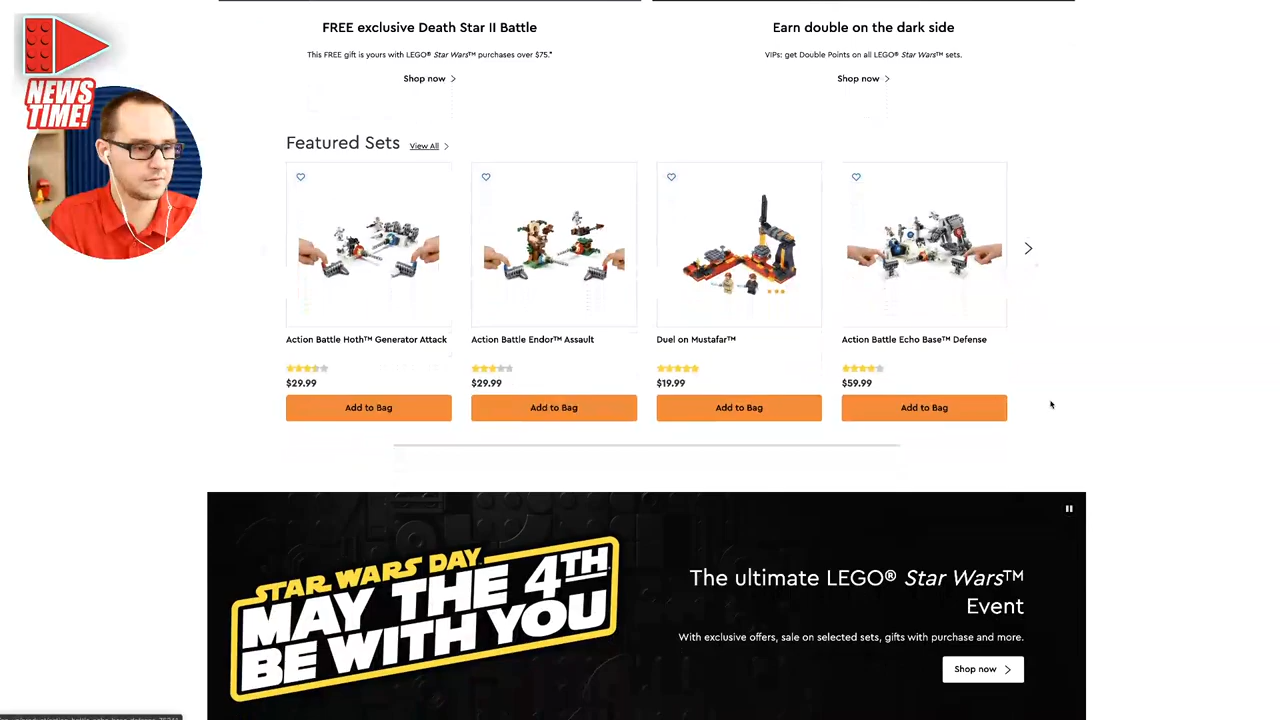 NEWS
TIME!
FREE exclusive Death Star II Battle
This FREE gift is yours with LEGO® Star Wars™ purchases over $75.*
Shop now
Earn double on the dark side
VIPs: get Double Points on all LEGO® Star Wars™ sets.
Shop now
Featured Sets
View All
Action Battle Hoth™ Generator Attack
$29.99
Add to Bag
Action Battle Endor™ Assault
$29.99
Add to Bag
Duel on Mustafar™
$19.99
Add to Bag
Action Battle Echo Base™ Defense
$59.99
Add to Bag
STAR WARS DAY
MAY THE 4TH
BE WITH YOU
The ultimate LEGO® Star Wars™
Event
With exclusive offers, sale on selected sets, gifts with purchase and more.
Shop now